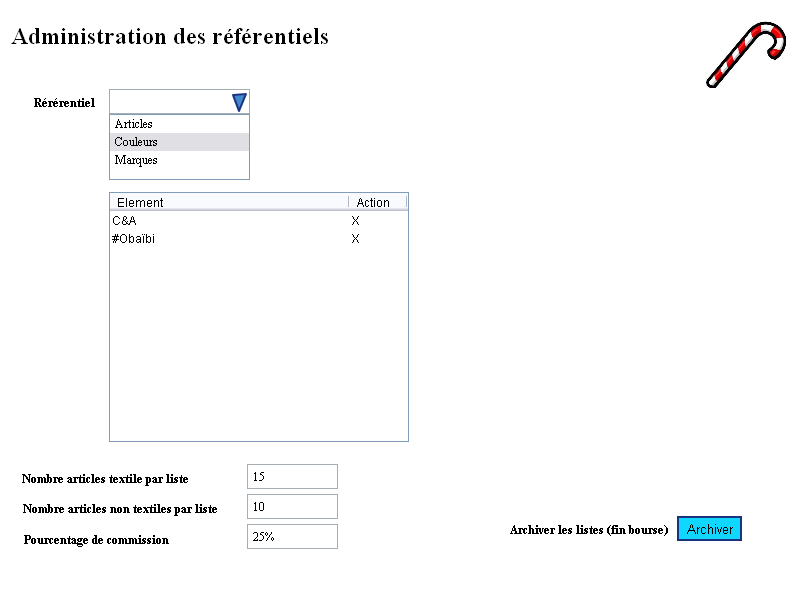 Administration des référentiels
Rérérentiel
Articles
Couleurs
Marques
Element Action
C&A X
#Obaïbi X
Nombre articles textile par liste 15
Nombre articles non textiles par liste 10
Pourcentage de commission 25%
Archiver les listes (fin bourse) Archiver